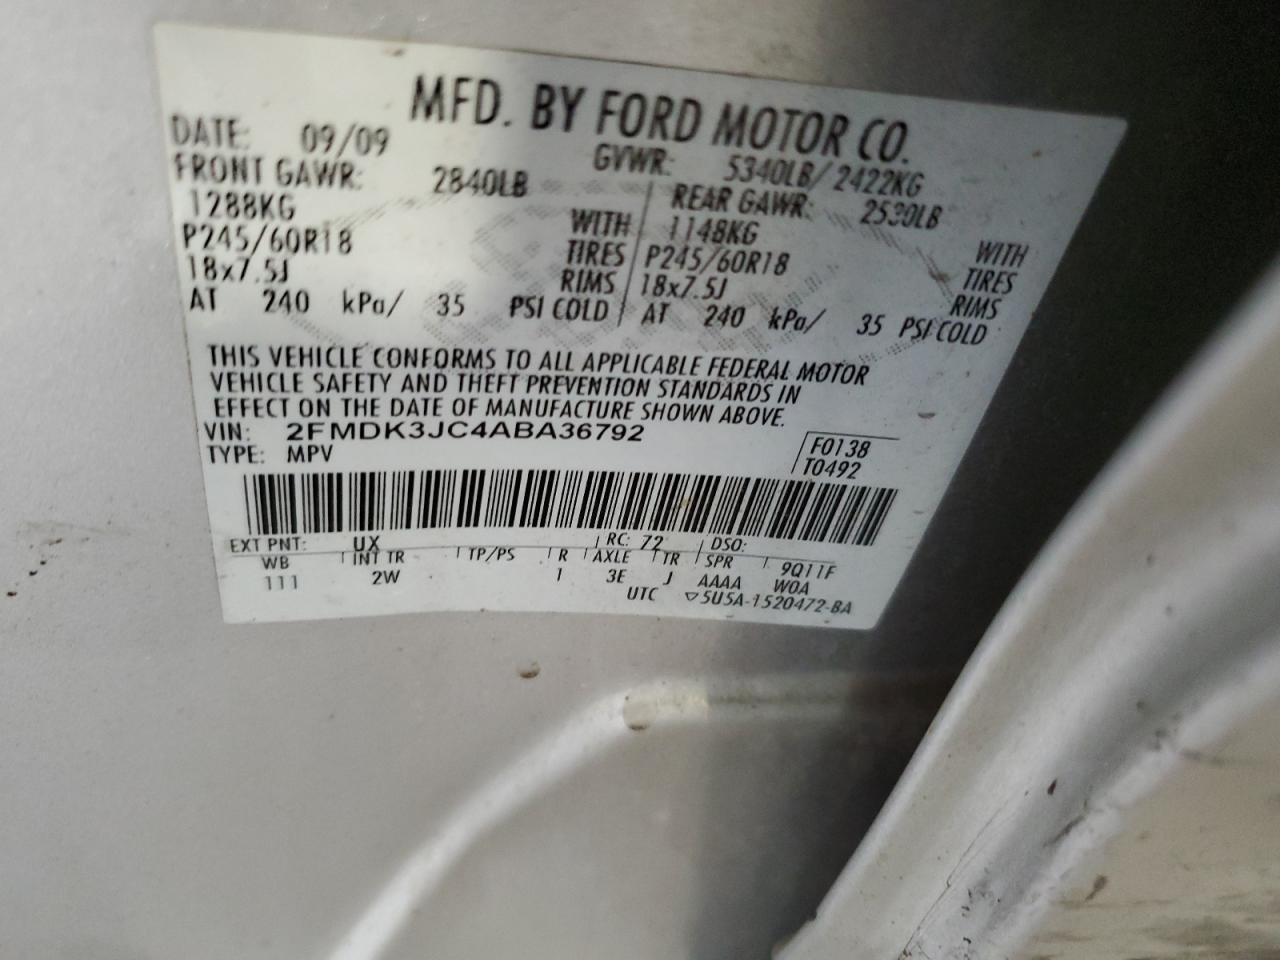 MFD. BY FORD MOTOR CO.
DATE: 09/09 GVWR: 5340LB/ 2422KG
FRONT GAWR: 2840LB REAR GAWR: 2530LB
1288KG WITH 1148KG WITH
P245/60R18 TIRES P245/60R18 TIRES
18x7.5J RIMS 18x7.5J RIMS
AT 240 kPa/ 35 PSI COLD AT 240 kPa/ 35 PSI COLD
THIS VEHICLE CONFORMS TO ALL APPLICABLE FEDERAL MOTOR
VEHICLE SAFETY AND THEFT PREVENTION STANDARDS IN
EFFECT ON THE DATE OF MANUFACTURE SHOWN ABOVE.
VIN: 2FMDK3JC4ABA36792
TYPE: MPV
F0138
T0492
EXT PNT: UX RC: 72 DSO:
WB INT TR TP/PS R AXLE TR SPR 9Q11F
111 2W 1 3E J AAAA W0A
UTC ▽5U5A-1520472-BA